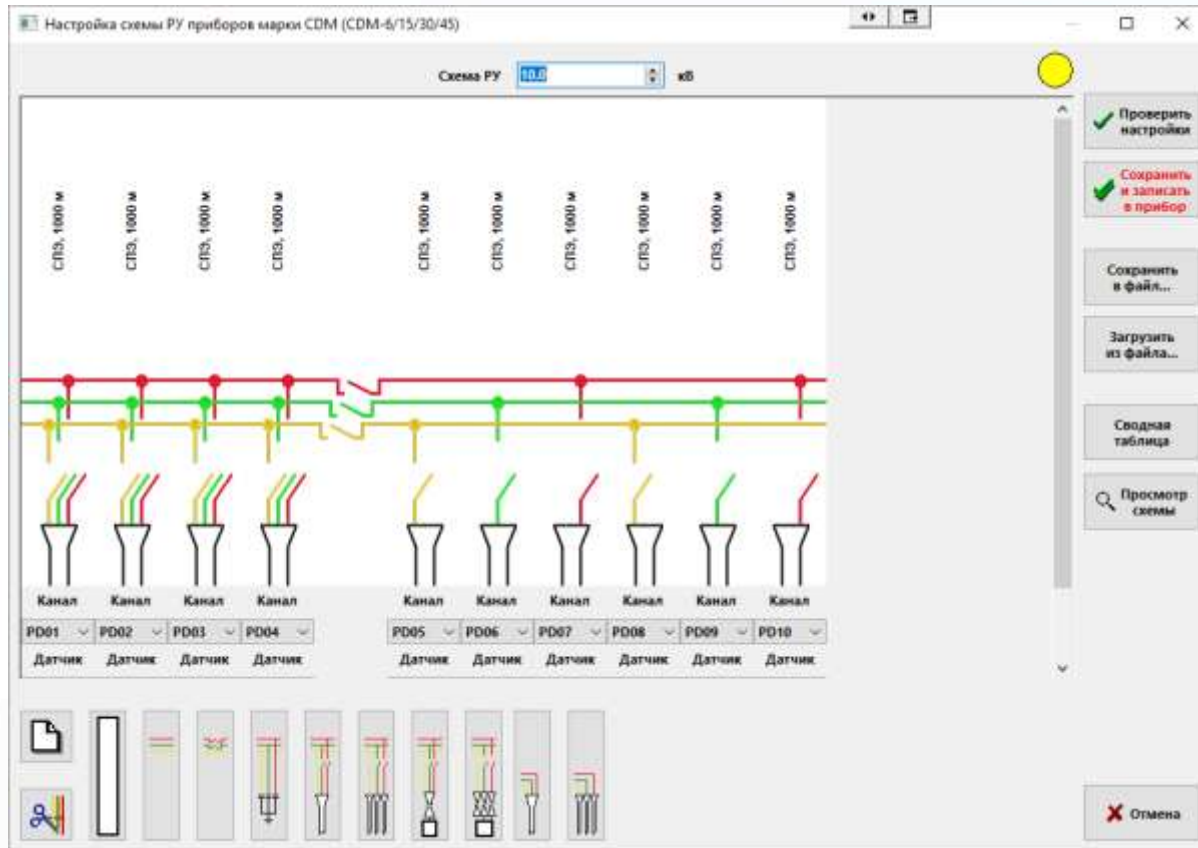 Настройка схемы РУ приборов марки CDM (CDM-6/15/30/45)
Схема РУ 10.0 кВ
Проверить
настройки
Сохранить
и записать
в прибор
Сохранить
в файл...
Загрузить
из файла...
Сводная
таблица
Просмотр
схемы
СПЭ, 1000 м СПЭ, 1000 м СПЭ, 1000 м СПЭ, 1000 м СПЭ, 1000 м СПЭ, 1000 м СПЭ, 1000 м СПЭ, 1000 м СПЭ, 1000 м СПЭ, 1000 м
Канал Канал Канал Канал Канал Канал Канал Канал Канал Канал
PD01 PD02 PD03 PD04 PD05 PD06 PD07 PD08 PD09 PD10
Датчик Датчик Датчик Датчик Датчик Датчик Датчик Датчик Датчик Датчик
Отмена